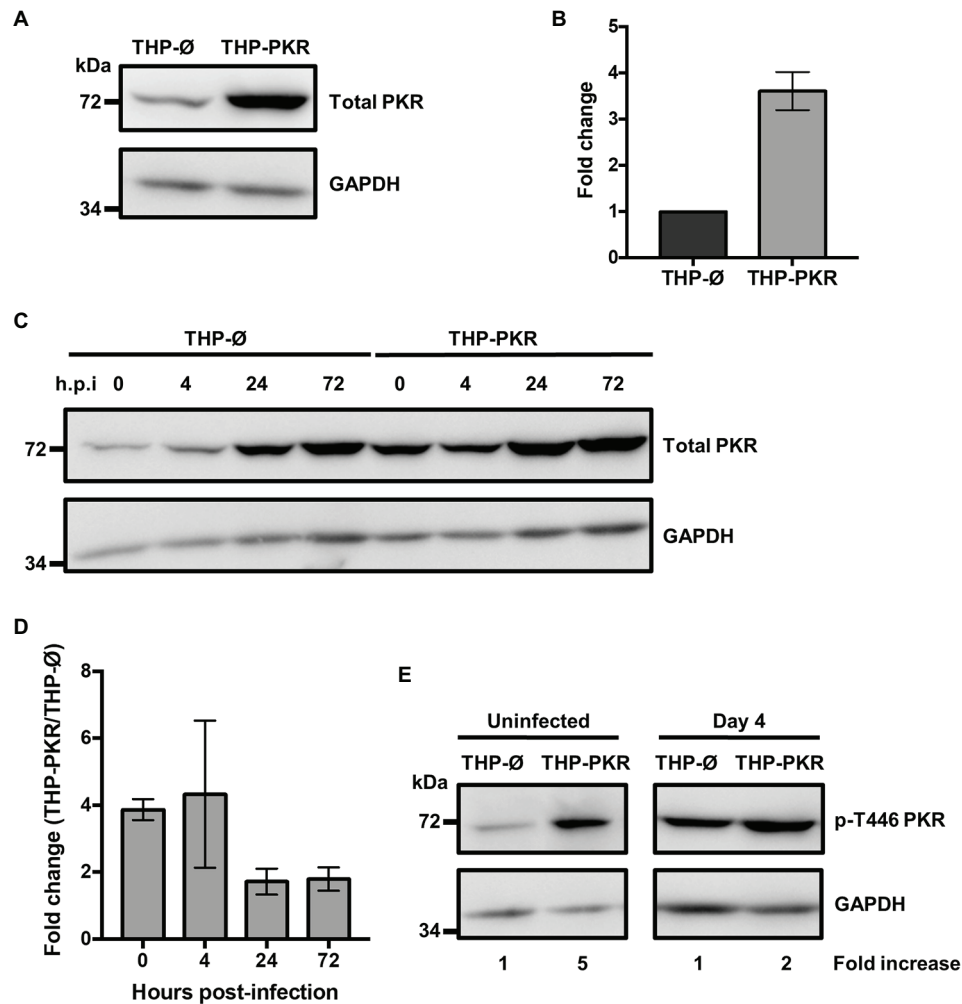 A
THP-Ø THP-PKR
kDa
72
Total PKR
GAPDH
34
B
Fold change
5
4
3
2
1
0
THP-Ø THP-PKR
C
THP-Ø THP-PKR
h.p.i 0 4 24 72 0 4 24 72
72
Total PKR
GAPDH
34
D
Fold change (THP-PKR/THP-Ø)
8
6
4
2
0
0 4 24 72
Hours post-infection
E
Uninfected Day 4
THP-Ø THP-PKR THP-Ø THP-PKR
kDa
72
p-T446 PKR
GAPDH
34
1 5 1 2 Fold increase